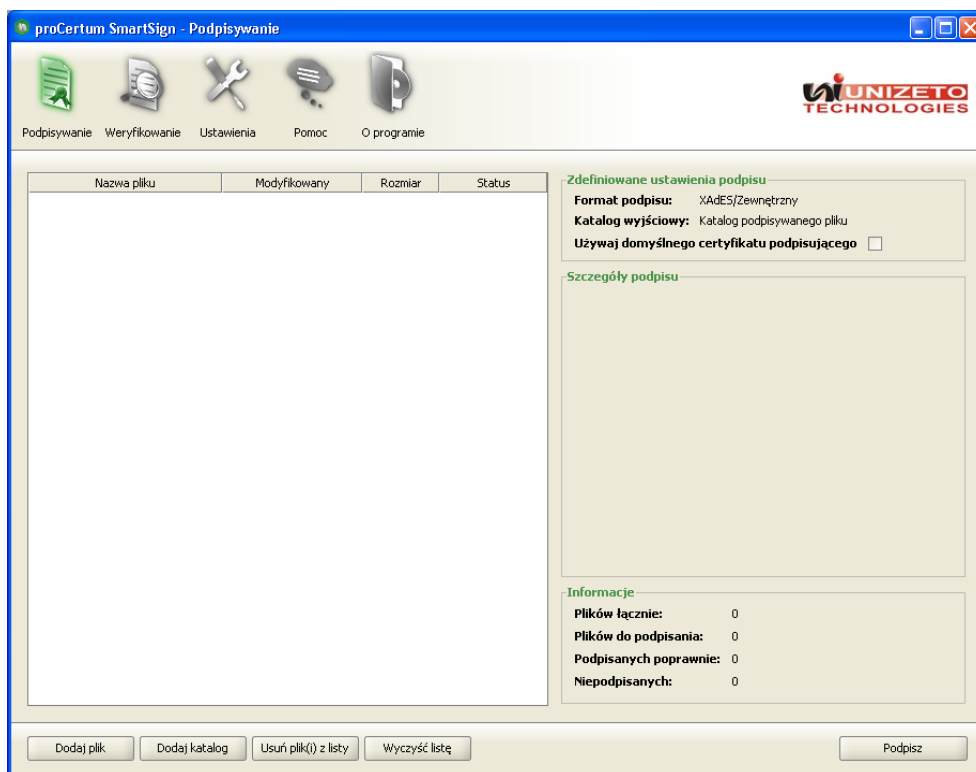 proCertum SmartSign - Podpisywanie
Podpisywanie Weryfikowanie Ustawienia Pomoc O programie
UNIZETO
TECHNOLOGIES
Nazwa pliku Modyfikowany Rozmiar Status
Zdefiniowane ustawienia podpisu
Format podpisu: XAdES/Zewnętrzny
Katalog wyjściowy: Katalog podpisywanego pliku
Używaj domyślnego certyfikatu podpisującego
Szczegóły podpisu
Informacje
Plików łącznie: 0
Plików do podpisania: 0
Podpisanych poprawnie: 0
Niepodpisanych: 0
Dodaj plik Dodaj katalog Usuń plik(i) z listy Wyczyść listę Podpisz